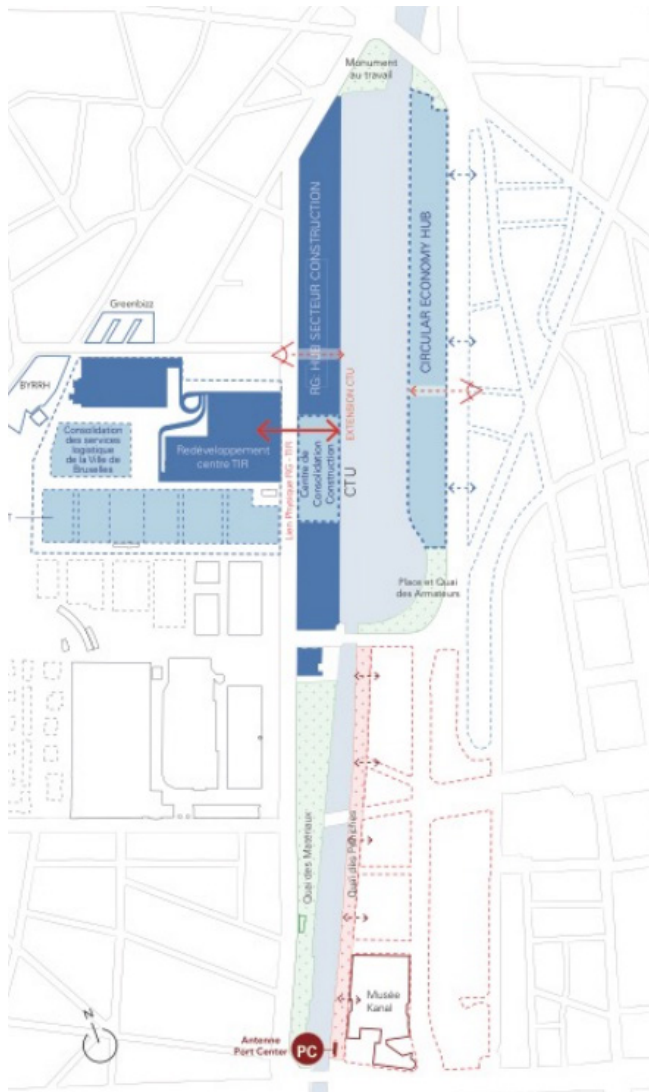 Monument
au travail
RG: HUB SECTEUR CONSTRUCTION
CIRCULAR ECONOMY HUB
Greenbizz
BYRRH
EXTENSION CTU
Consolidation
des services
logistique
de la Ville de
Bruxelles
Redéveloppement
centre TIR
Lien Physique RG - TIR
Centre de
Consolidation
Construction
CTU
T
Place et Quai
des Armateurs
Quai des Matériaux
Quai des Péniches
Musée
Kanal
N
Antenne
Port Center
PC